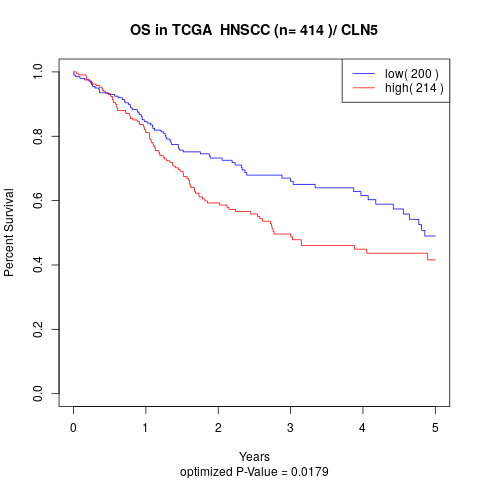 OS in TCGA  HNSCC (n= 414 )/ CLN5
low( 200 )
high( 214 )
Percent Survival
1.0
0.8
0.6
0.4
0.2
0.0
0 1 2 3 4 5
Years
optimized P-Value = 0.0179